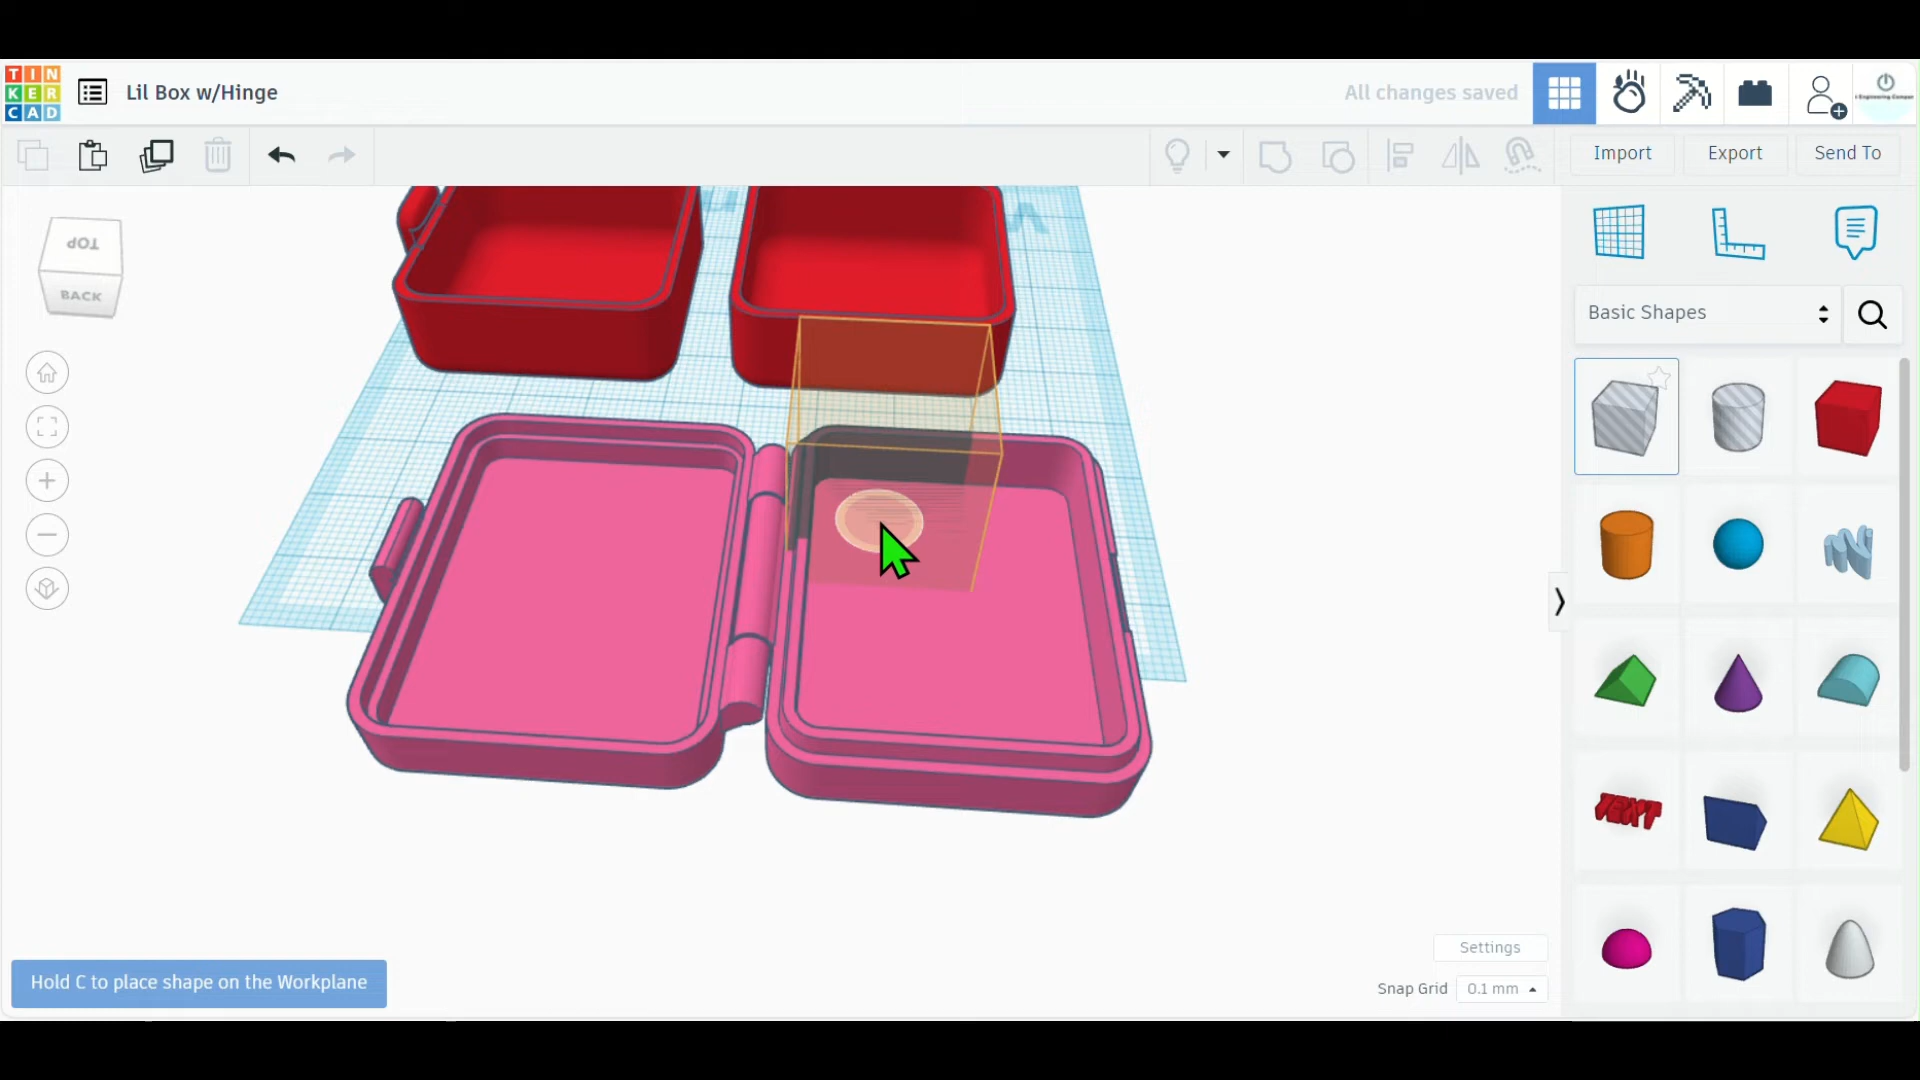 TIN
KER
CAD
Lil Box w/Hinge
All changes saved
Import
Export
Send To
TOP
BACK
Basic Shapes
TEXT
Settings
Snap Grid
0.1 mm
Hold C to place shape on the Workplane